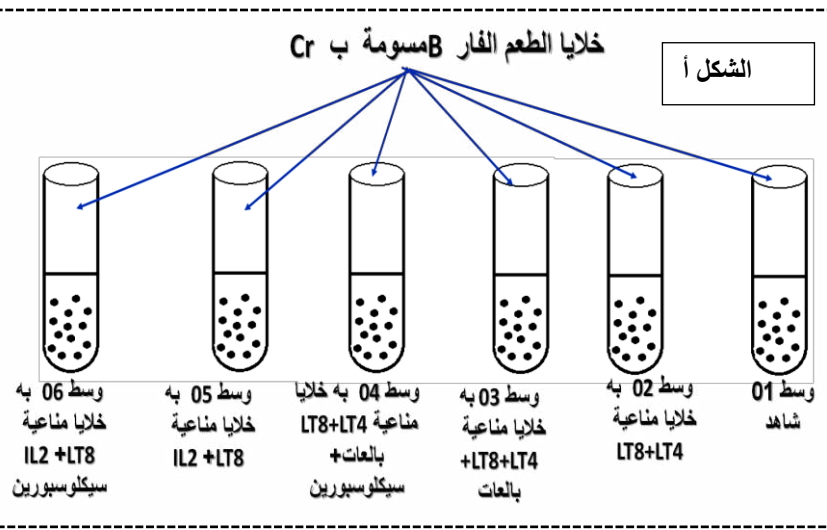 الشكل أ
خلايا الطعم الفار Bمسومة ب Cr
وسط 01
شاهد
وسط 02 به
خلايا مناعية
LT8+LT4
وسط 03 به
خلايا مناعية
+LT8+LT4
بالعات
وسط 04 به خلايا
مناعية LT8+LT4
بالعات+
سيكلوسبورين
وسط 05 به
خلايا مناعية
IL2 +LT8
وسط 06 به
خلايا مناعية
IL2 +LT8
سيكلوسبورين